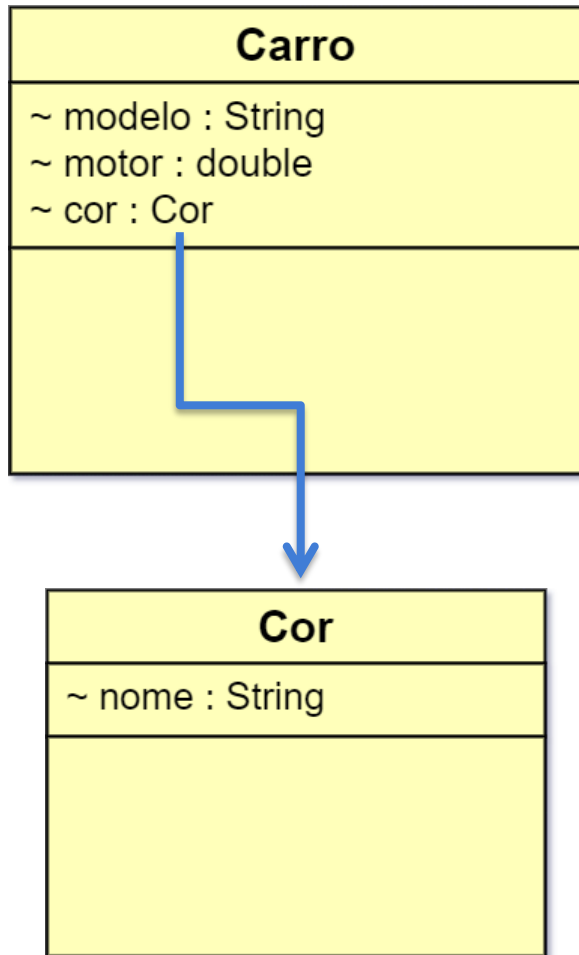 Carro
~ modelo : String
~ motor : double
~ cor : Cor
Cor
~ nome : String